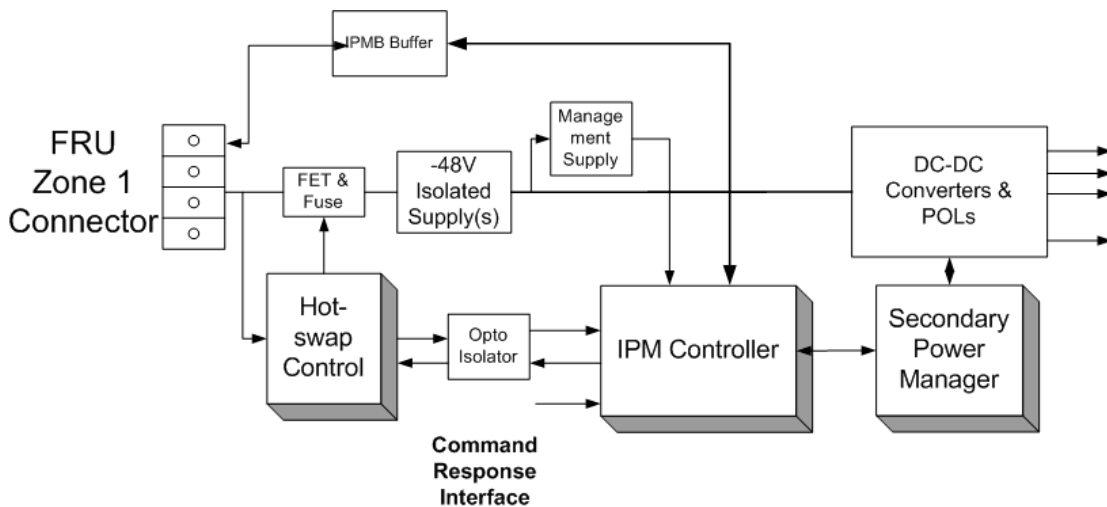 IPMB Buffer
Manage
ment
Supply
FRU
Zone 1
Connector
FET &
Fuse
-48V
Isolated
Supply(s)
DC-DC
Converters &
POLs
Hot-
swap
Control
Opto
Isolator
IPM Controller
Secondary
Power
Manager
Command
Response
Interface